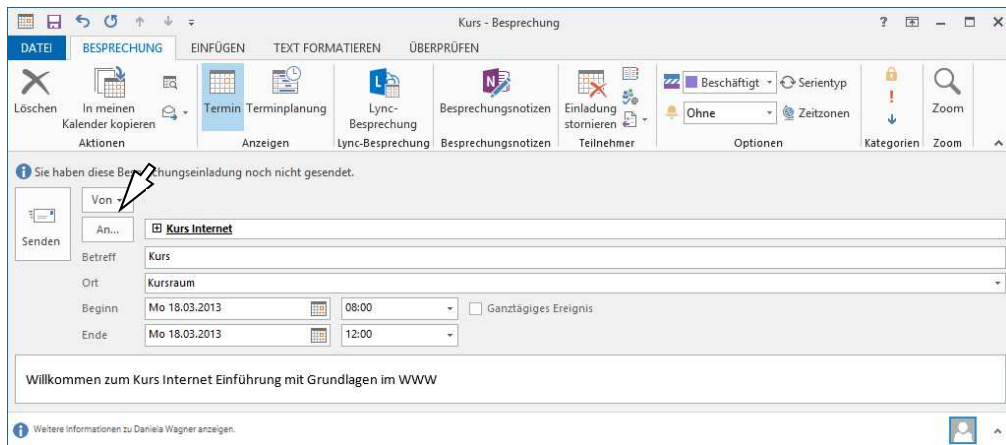 Kurs - Besprechung
DATEI BESPRECHUNG EINFÜGEN TEXT FORMATIEREN ÜBERPRÜFEN
Löschen
In meinen
Kalender kopieren
Aktionen
Termin Terminplanung
Anzeigen
Lync-
Besprechung
Lync-Besprechung
Besprechungsnotizen
Besprechungsnotizen
Einladung
stornieren
Teilnehmer
Beschäftigt Serientyp
Ohne Zeitzonen
Optionen
Kategorien
Zoom
Zoom
Sie haben diese Besprechungseinladung noch nicht gesendet.
Senden
Von
An... Kurs Internet
Betreff Kurs
Ort Kursraum
Beginn Mo 18.03.2013 08:00 Ganztägiges Ereignis
Ende Mo 18.03.2013 12:00
Willkommen zum Kurs Internet Einführung mit Grundlagen im WWW
Weitere Informationen zu Daniela Wagner anzeigen.